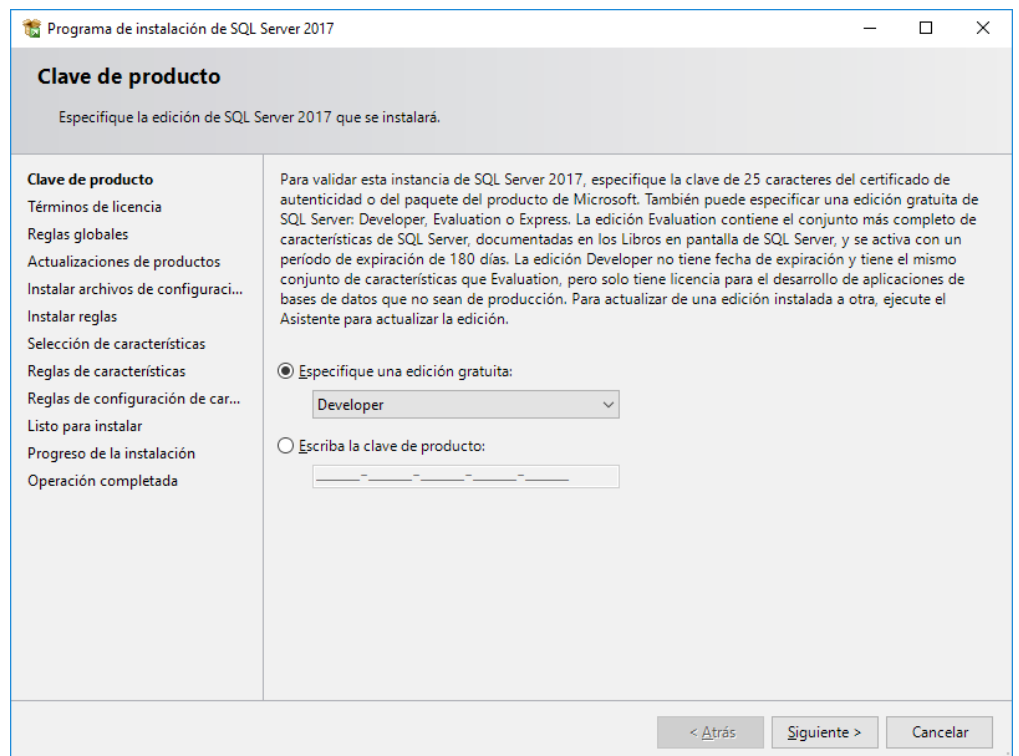 Programa de instalación de SQL Server 2017
Clave de producto
Especifique la edición de SQL Server 2017 que se instalará.
Clave de producto
Términos de licencia
Reglas globales
Actualizaciones de productos
Instalar archivos de configuraci...
Instalar reglas
Selección de características
Reglas de características
Reglas de configuración de car...
Listo para instalar
Progreso de la instalación
Operación completada
Para validar esta instancia de SQL Server 2017, especifique la clave de 25 caracteres del certificado de
autenticidad o del paquete del producto de Microsoft. También puede especificar una edición gratuita de
SQL Server: Developer, Evaluation o Express. La edición Evaluation contiene el conjunto más completo de
características de SQL Server, documentadas en los Libros en pantalla de SQL Server, y se activa con un
período de expiración de 180 días. La edición Developer no tiene fecha de expiración y tiene el mismo
conjunto de características que Evaluation, pero solo tiene licencia para el desarrollo de aplicaciones de
bases de datos que no sean de producción. Para actualizar de una edición instalada a otra, ejecute el
Asistente para actualizar la edición.
Especifique una edición gratuita:
Developer
Escriba la clave de producto:
_____-_____-_____-_____-_____
< Atrás
Siguiente >
Cancelar